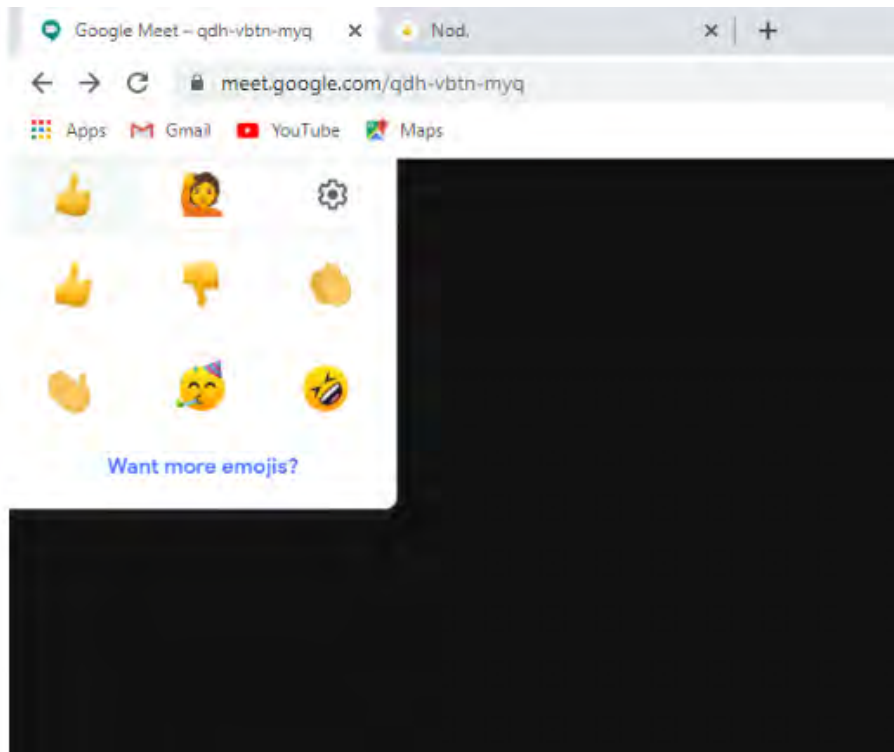 Google Meet – qdh-vbtn-myq
Nod.
meet.google.com/qdh-vbtn-myq
Apps Gmail YouTube Maps
Want more emojis?